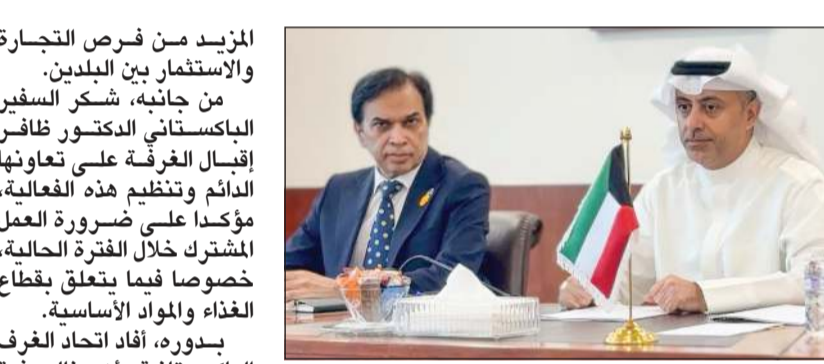 المزيد من فرص التجارة
والاستثمار بين البلدين.
من جانبه، شكر السفير
الباكستاني الدكتور ظافر
إقبال الغرفة على تعاونها
الدائم وتنظيم هذه الفعالية،
مؤكدا على ضرورة العمل
المشترك خلال الفترة الحالية،
خصوصا فيما يتعلق بقطاع
الغذاء والمواد الأساسية.
بدوره، أفاد اتحاد الغرف